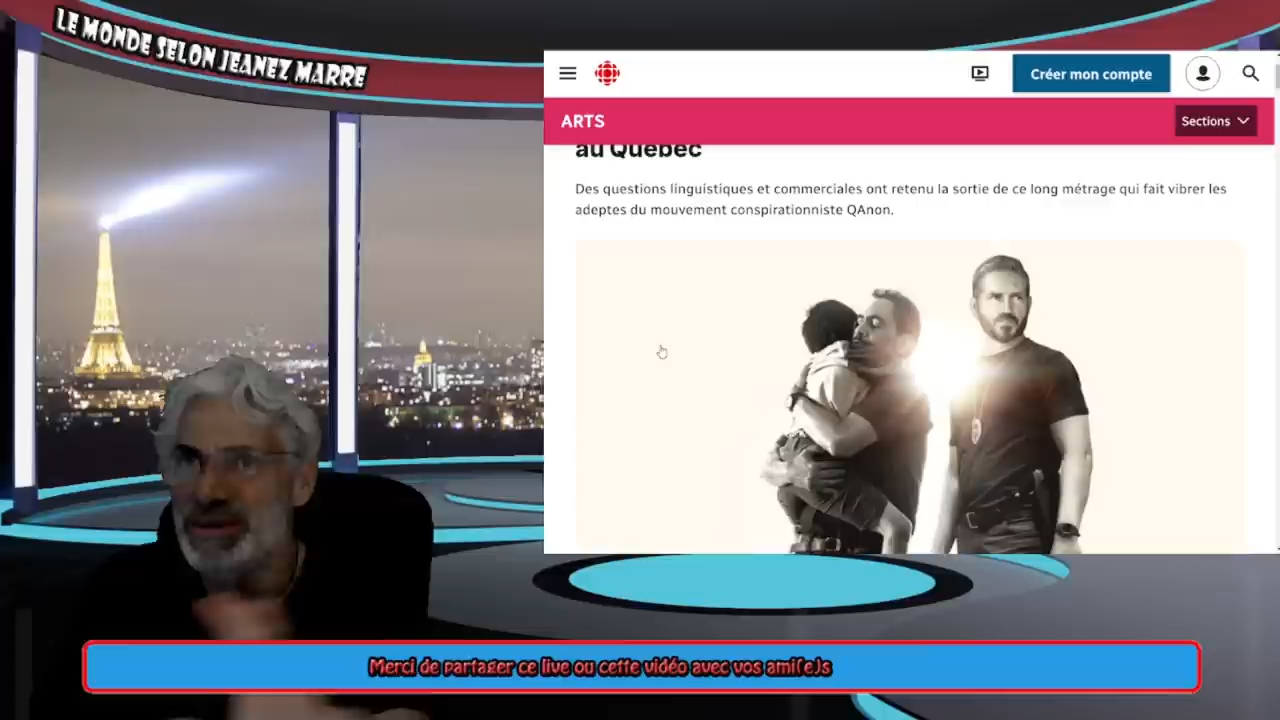 LE MONDE SELON JEANEZ MARRE
Créer mon compte
ARTS
Sections
au Québec
Des questions linguistiques et commerciales ont retenu la sortie de ce long métrage qui fait vibrer les
adeptes du mouvement conspirationniste QAnon.
Merci de partager ce live ou cette vidéo avec vos ami(e)s